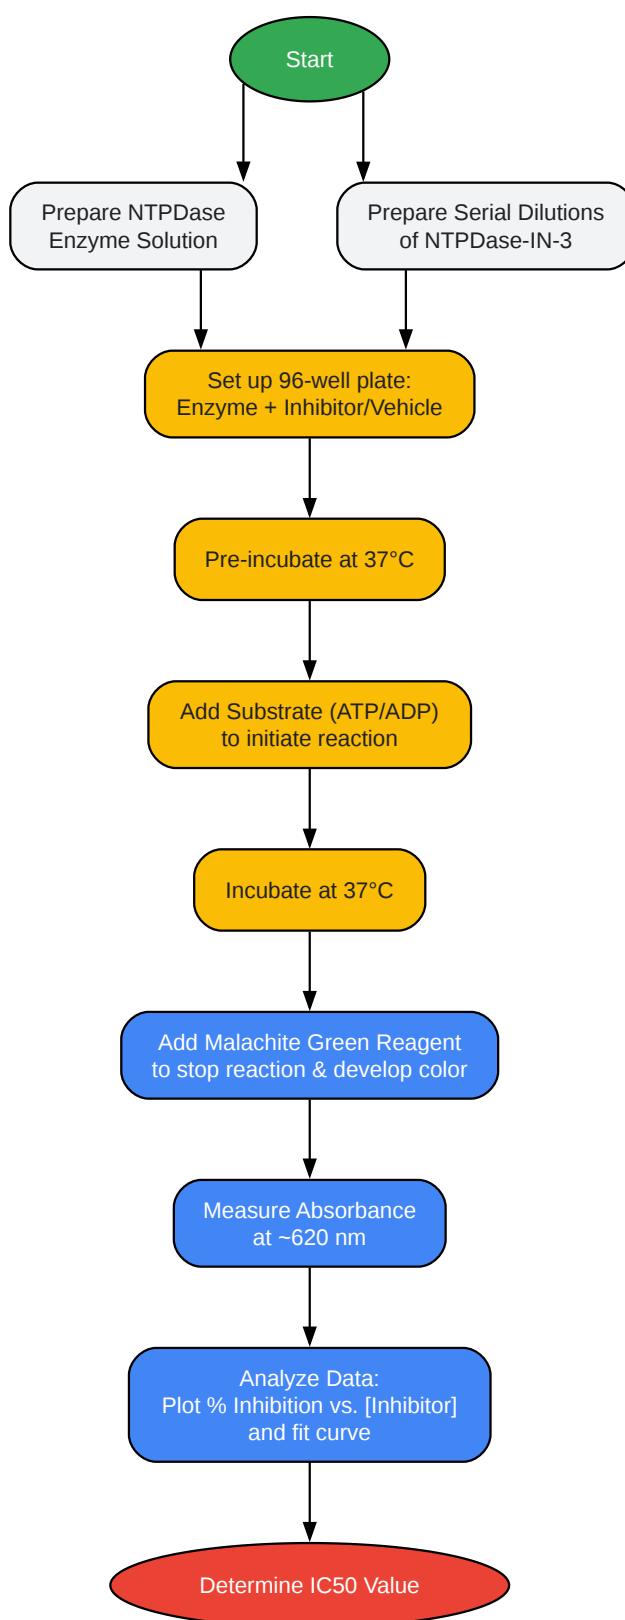 Start
Prepare NTPDase
Enzyme Solution
Prepare Serial Dilutions
of NTPDase-IN-3
Set up 96-well plate:
Enzyme + Inhibitor/Vehicle
Pre-incubate at 37°C
Add Substrate (ATP/ADP)
to initiate reaction
Incubate at 37°C
Add Malachite Green Reagent
to stop reaction & develop color
Measure Absorbance
at ~620 nm
Analyze Data:
Plot % Inhibition vs. [Inhibitor]
and fit curve
Determine IC50 Value